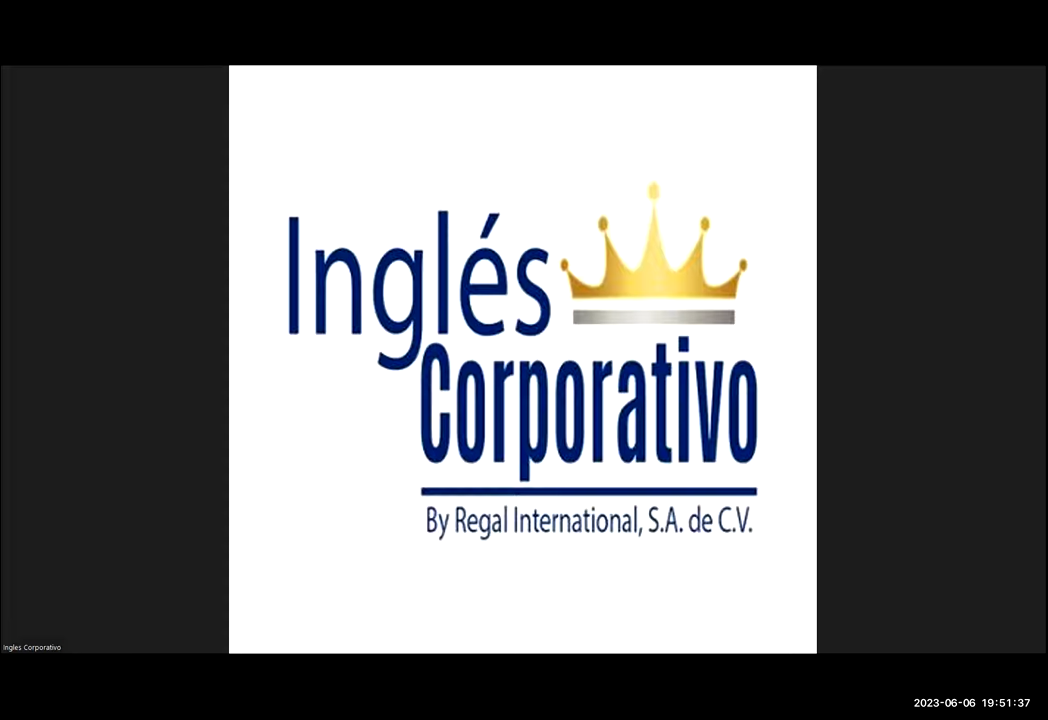 Inglés
Corporativo
By Regal International, S.A. de C.V.
Ingles Corporativo
2023-06-06 19:51:37